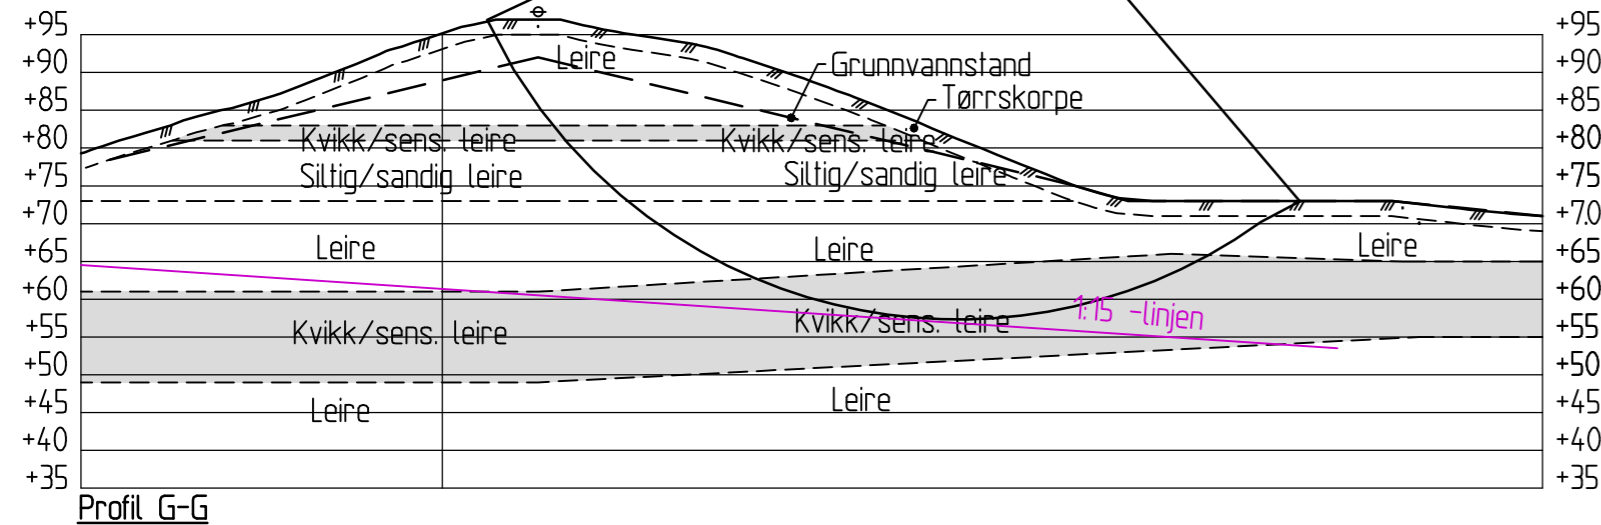 +95 +95
Leire
+90 Grunnvannstand +90
+85 Tørrskorpe +85
+80 Kvikk/sens. leire Kvikk/sens. leire +80
+75 Siltig/sandig leire Siltig/sandig leire +75
+70 +70
+65 Leire Leire Leire +65
+60 +60
1:15 -linjen
+55 Kvikk/sens. leire Kvikk/sens. leire +55
+50 +50
+45 Leire Leire +45
+40 +40
+35 +35
Profil G-G